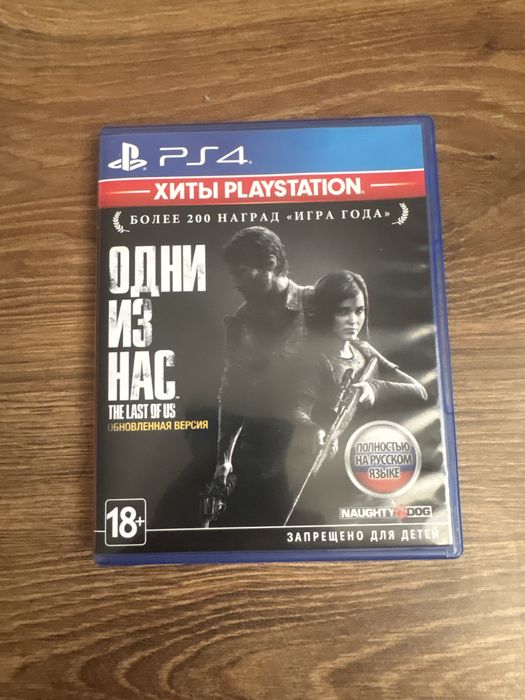 PS4
ХИТЫ PLAYSTATION®
БОЛЕЕ 200 НАГРАД «ИГРА ГОДА»
ОДНИ
ИЗ
НАС™
THE LAST OF US
ОБНОВЛЕННАЯ ВЕРСИЯ
ПОЛНОСТЬЮ
НА РУССКОМ
ЯЗЫКЕ
18+
NAUGHTY DOG
ЗАПРЕЩЕНО ДЛЯ ДЕТЕЙ